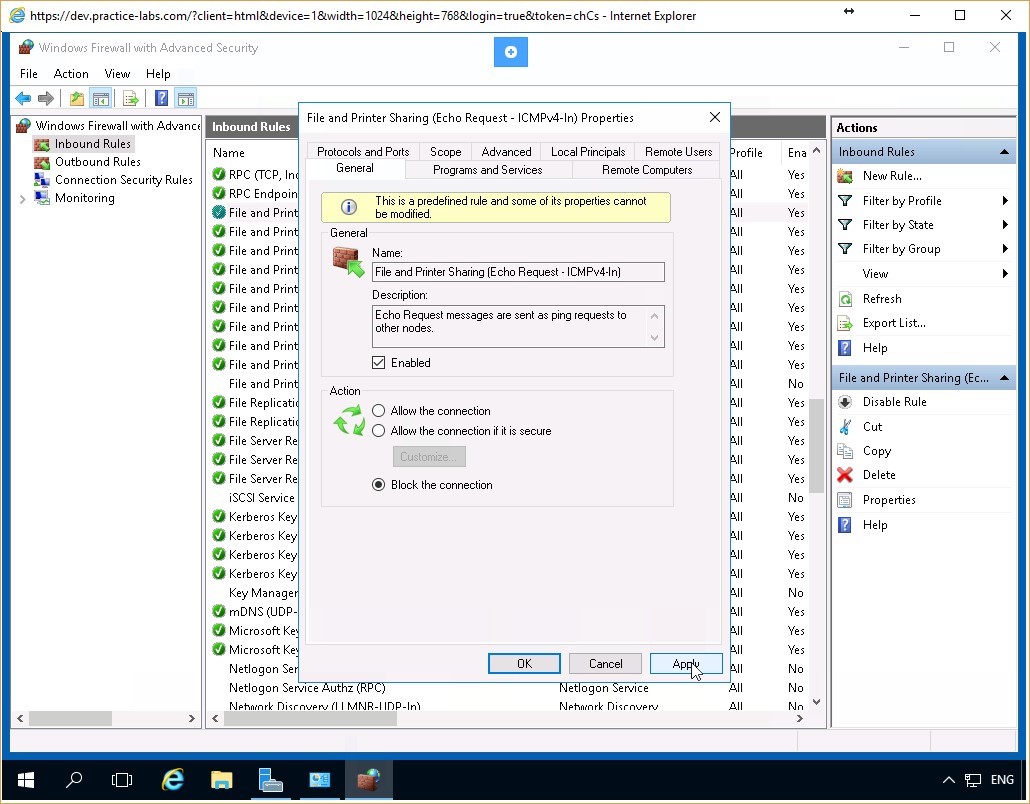 https://dev.practice-labs.com/?client=html&device=1&width=1024&height=768&login=true&token=chCs - Internet Explorer
Windows Firewall with Advanced Security
File Action View Help
Windows Firewall with Advance
Inbound Rules
Outbound Rules
Connection Security Rules
Monitoring
Inbound Rules
Name Profile Ena
RPC (TCP, Inc All Yes
RPC Endpoin All Yes
File and Print All Yes
File and Print All Yes
File and Print All Yes
File and Print All Yes
File and Print All Yes
File and Print All Yes
File and Print All Yes
File and Print All Yes
File and Print All Yes
File and Print All No
File Replicatio All Yes
File Replicatio All Yes
File Server Re All Yes
File Server Re All Yes
File Server Re All Yes
iSCSI Service All No
Kerberos Key All Yes
Kerberos Key All Yes
Kerberos Key All Yes
Kerberos Key All Yes
Key Manager All No
mDNS (UDP- All Yes
Microsoft Key All Yes
Microsoft Key All Yes
Netlogon Ser All No
Netlogon Service Authz (RPC) Netlogon Service All No
Network Discovery (LLMNR-UDP-In) Network Discovery All No
File and Printer Sharing (Echo Request - ICMPv4-In) Properties
Protocols and Ports Scope Advanced Local Principals Remote Users
General Programs and Services Remote Computers
This is a predefined rule and some of its properties cannot
be modified.
General
Name:
File and Printer Sharing (Echo Request - ICMPv4-In)
Description:
Echo Request messages are sent as ping requests to
other nodes.
Enabled
Action
Allow the connection
Allow the connection if it is secure
Customize...
Block the connection
OK Cancel Apply
Actions
Inbound Rules
New Rule...
Filter by Profile
Filter by State
Filter by Group
View
Refresh
Export List...
Help
File and Printer Sharing (Ec...
Disable Rule
Cut
Copy
Delete
Properties
Help
ENG